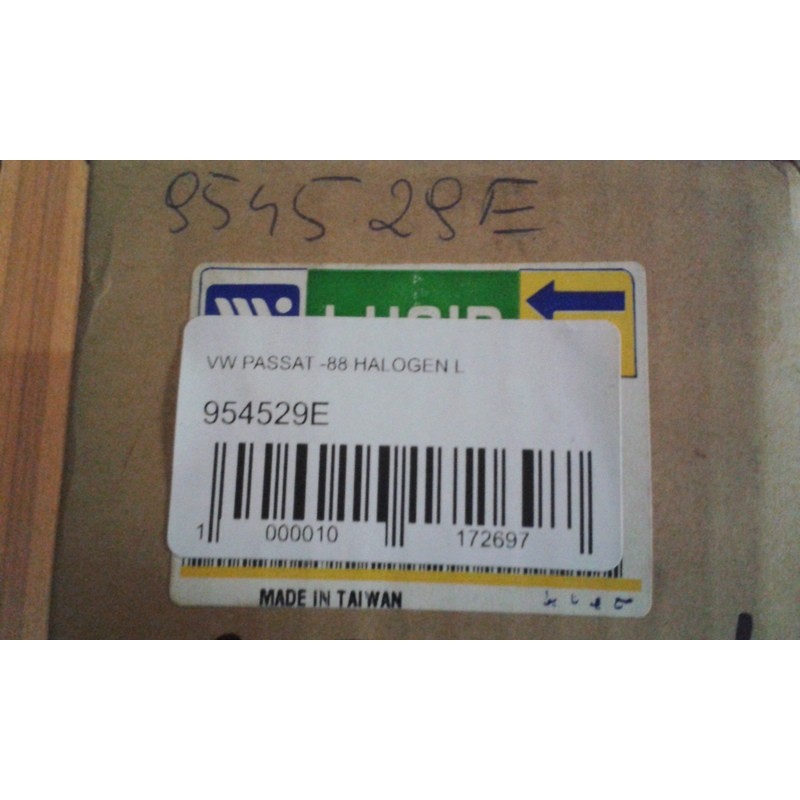 954529E
VW PASSAT -88 HALOGEN L
954529E
1 000010 172697
MADE IN TAIWAN